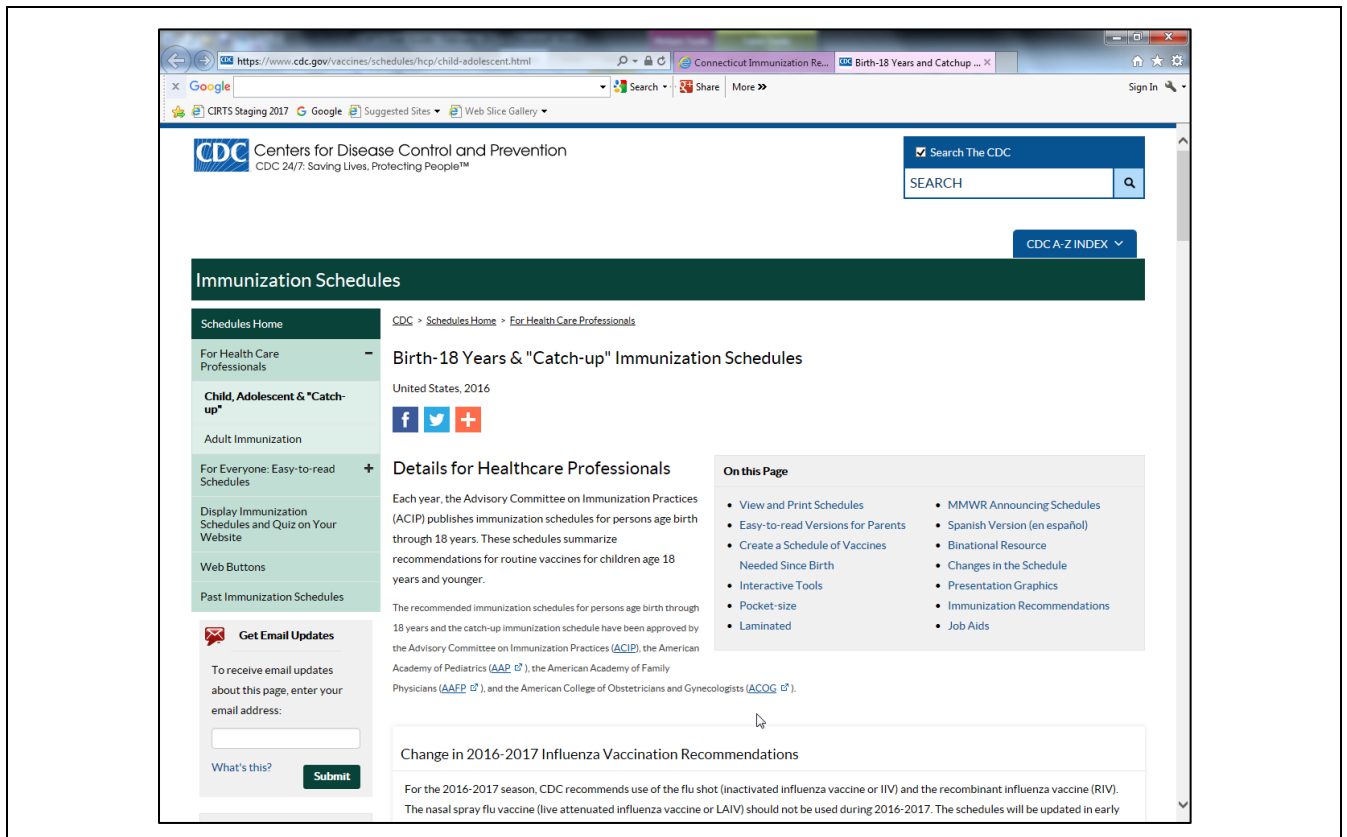 https://www.cdc.gov/vaccines/schedules/hcp/child-adolescent.html
Connecticut Immunization Re...
Birth-18 Years and Catchup ...
Google
Search
Share
More »
Sign In
CIRTS Staging 2017
Google
Suggested Sites
Web Slice Gallery
CDC
Centers for Disease Control and Prevention
CDC 24/7: Saving Lives, Protecting People™
Search The CDC
SEARCH
CDC A-Z INDEX
Immunization Schedules
Schedules Home
For Health Care
Professionals
Child, Adolescent & "Catch-
up"
Adult Immunization
For Everyone: Easy-to-read
Schedules
Display Immunization
Schedules and Quiz on Your
Website
Web Buttons
Past Immunization Schedules
Get Email Updates
To receive email updates
about this page, enter your
email address:
What's this?
Submit
CDC > Schedules Home > For Health Care Professionals
Birth-18 Years & "Catch-up" Immunization Schedules
United States, 2016
Details for Healthcare Professionals
Each year, the Advisory Committee on Immunization Practices
(ACIP) publishes immunization schedules for persons age birth
through 18 years. These schedules summarize
recommendations for routine vaccines for children age 18
years and younger.
The recommended immunization schedules for persons age birth through
18 years and the catch-up immunization schedule have been approved by
the Advisory Committee on Immunization Practices (ACIP), the American
Academy of Pediatrics (AAP), the American Academy of Family
Physicians (AAFP), and the American College of Obstetricians and Gynecologists (ACOG).
On this Page
View and Print Schedules
Easy-to-read Versions for Parents
Create a Schedule of Vaccines
Needed Since Birth
Interactive Tools
Pocket-size
Laminated
MMWR Announcing Schedules
Spanish Version (en español)
Binational Resource
Changes in the Schedule
Presentation Graphics
Immunization Recommendations
Job Aids
Change in 2016-2017 Influenza Vaccination Recommendations
For the 2016-2017 season, CDC recommends use of the flu shot (inactivated influenza vaccine or IIV) and the recombinant influenza vaccine (RIV).
The nasal spray flu vaccine (live attenuated influenza vaccine or LAIV) should not be used during 2016-2017. The schedules will be updated in early